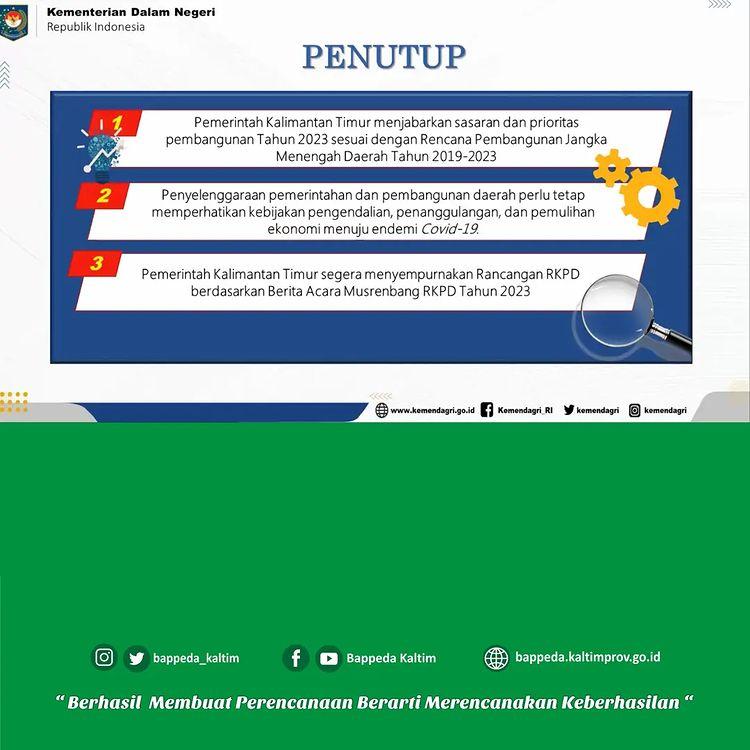 Kementerian Dalam Negeri
Republik Indonesia
PENUTUP
1
Pemerintah Kalimantan Timur menjabarkan sasaran dan prioritas
pembangunan Tahun 2023 sesuai dengan Rencana Pembangunan Jangka
Menengah Daerah Tahun 2019-2023
2
Penyelenggaraan pemerintahan dan pembangunan daerah perlu tetap
memperhatikan kebijakan pengendalian, penanggulangan, dan pemulihan
ekonomi menuju endemi Covid-19.
3
Pemerintah Kalimantan Timur segera menyempurnakan Rancangan RKPD
berdasarkan Berita Acara Musrenbang RKPD Tahun 2023
www.kemendagri.go.id Kemendagri_RI kemendagri kemendagri
bappeda_kaltim Bappeda Kaltim bappeda.kaltimprov.go.id
“ Berhasil Membuat Perencanaan Berarti Merencanakan Keberhasilan “